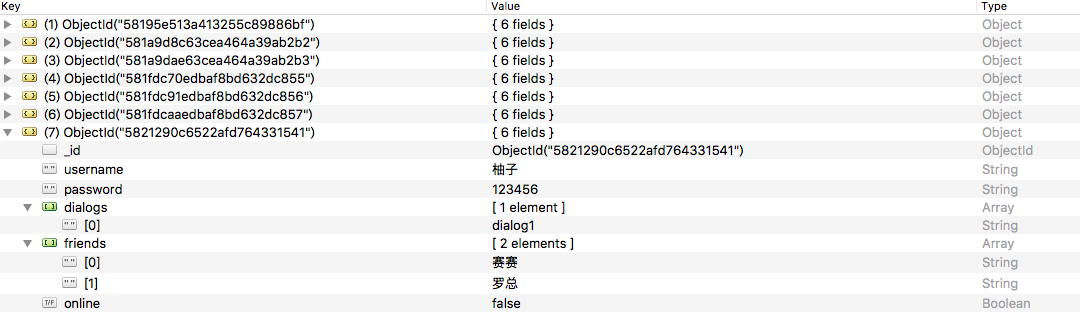 Key Value Type
(1) ObjectId("58195e513a413255c89886bf") { 6 fields } Object
(2) ObjectId("581a9d8c63cea464a39ab2b2") { 6 fields } Object
(3) ObjectId("581a9dae63cea464a39ab2b3") { 6 fields } Object
(4) ObjectId("581fdc70edbaf8bd632dc855") { 6 fields } Object
(5) ObjectId("581fdc91edbaf8bd632dc856") { 6 fields } Object
(6) ObjectId("581fdcaaedbaf8bd632dc857") { 6 fields } Object
(7) ObjectId("5821290c6522afd764331541") { 6 fields } Object
_id ObjectId("5821290c6522afd764331541") ObjectId
"" username 柚子 String
"" password 123456 String
dialogs [ 1 element ] Array
"" [0] dialog1 String
friends [ 2 elements ] Array
"" [0] 赛赛 String
"" [1] 罗总 String
T/F online false Boolean